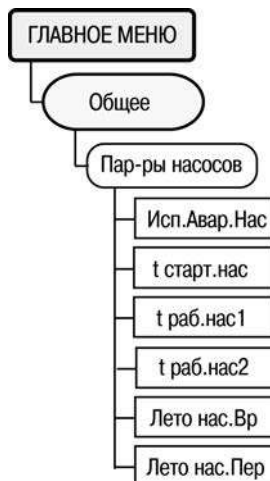 ГЛАВНОЕ МЕНЮ
Общее
Пар-ры насосов
Исп.Авар.Нас
t старт.нас
t раб.нас1
t раб.нас2
Лето нас.Вр
Лето нас.Пер